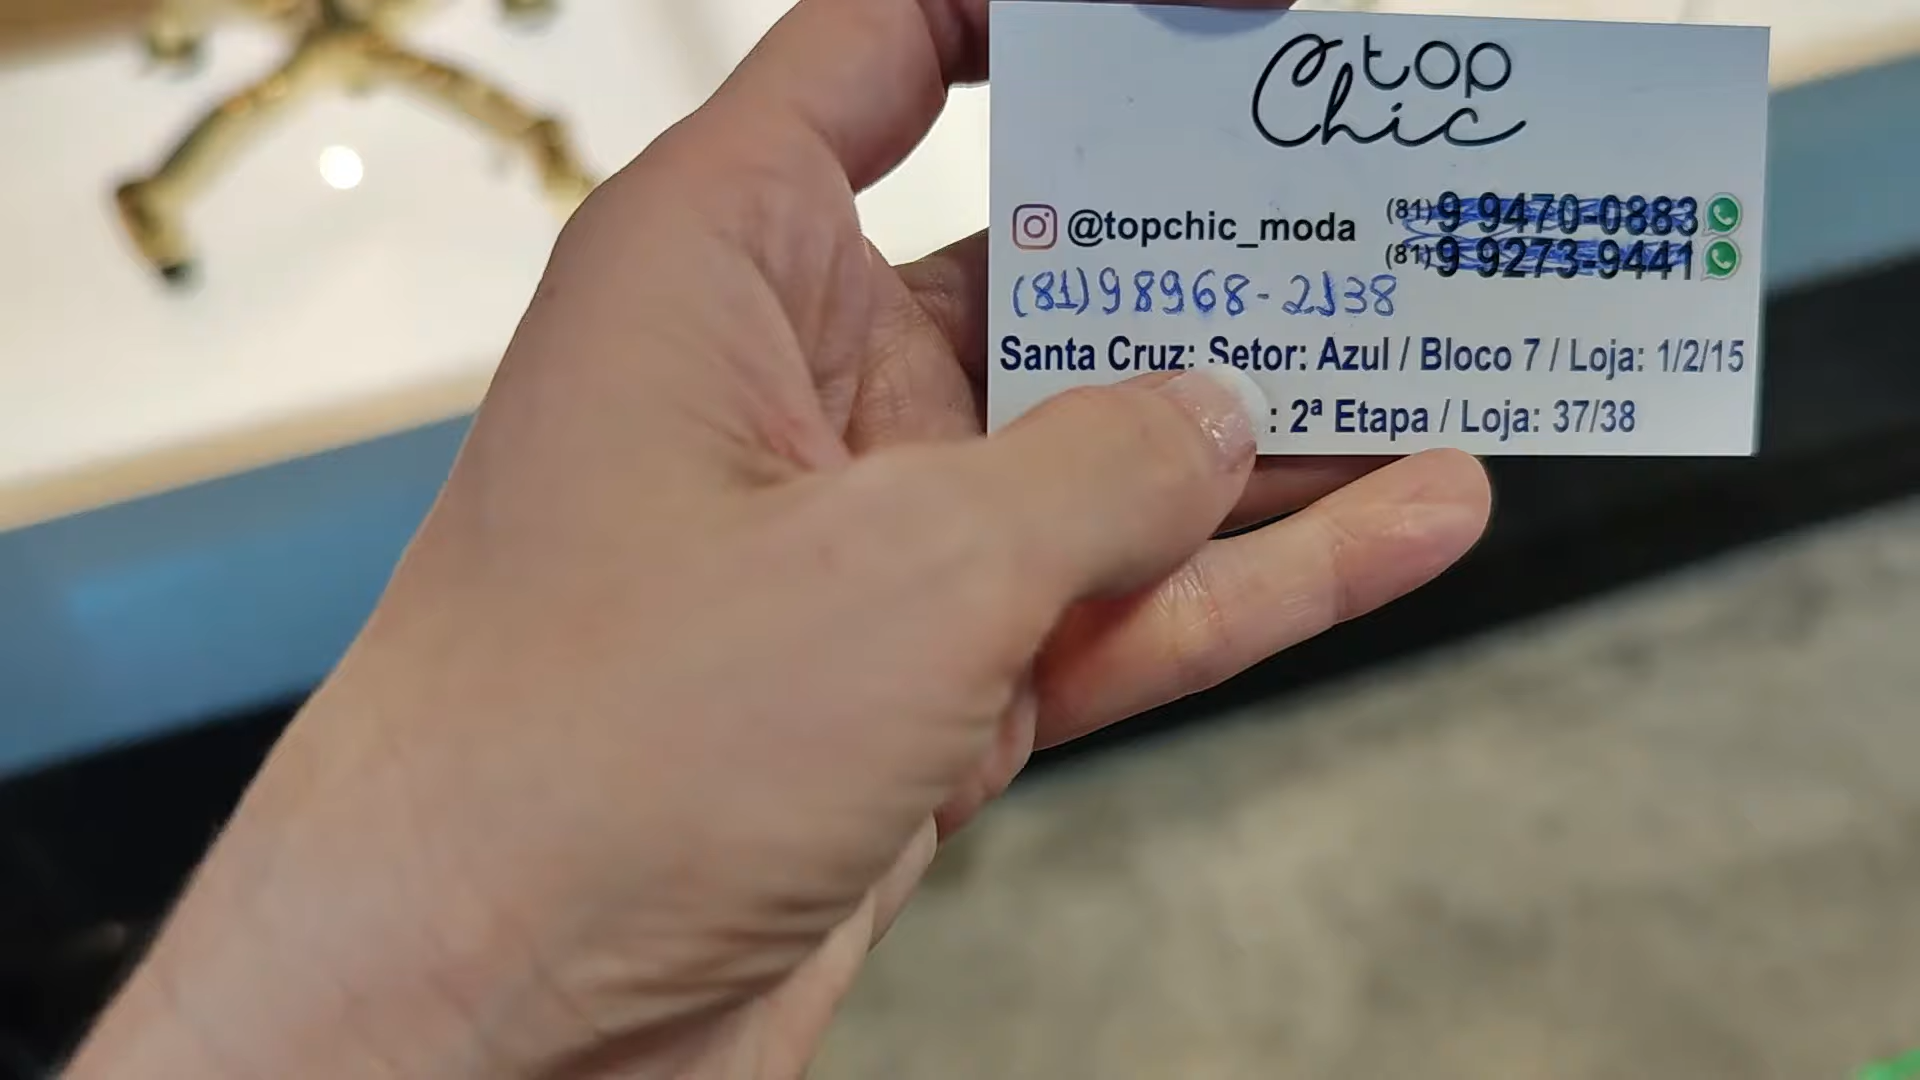 top
Chic
@topchic_moda
(81) 9 9470-0883
(81) 9 9273-9441
(81) 98968-2138
Santa Cruz: Setor: Azul / Bloco 7 / Loja: 1/2/15
: 2ª Etapa / Loja: 37/38